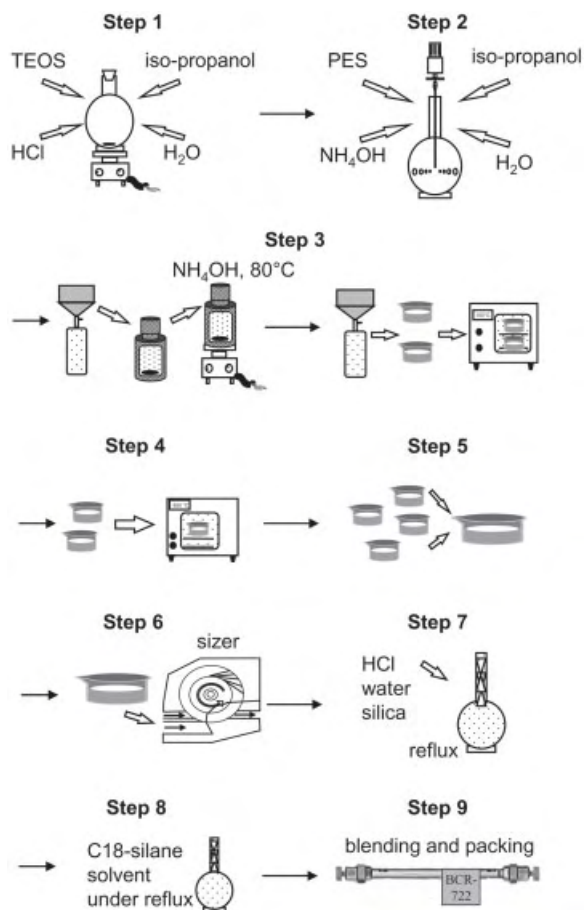 Step 1
TEOS
iso-propanol
HCl
H₂O
Step 2
PES
iso-propanol
NH₄OH
H₂O
Step 3
NH₄OH, 80°C
Step 4
Step 5
Step 6
sizer
Step 7
HCl
water
silica
reflux
Step 8
C18-silane
solvent
under reflux
Step 9
blending and packing
BCR-
722